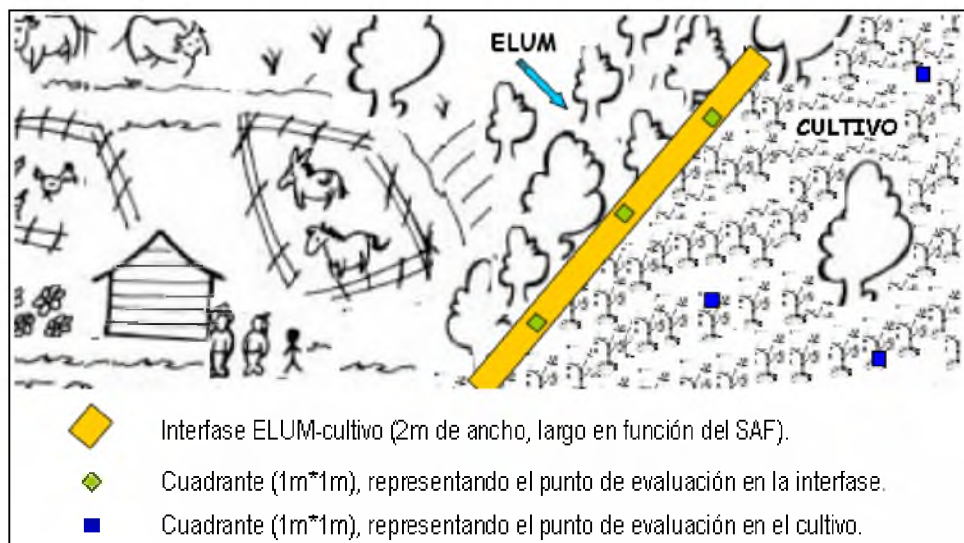 ELUM
CULTIVO
Interfase ELUM-cultivo (2m de ancho, largo en función del SAF).
Cuadrante (1m*1m), representando el punto de evaluación en la interfase.
Cuadrante (1m*1m), representando el punto de evaluación en el cultivo.